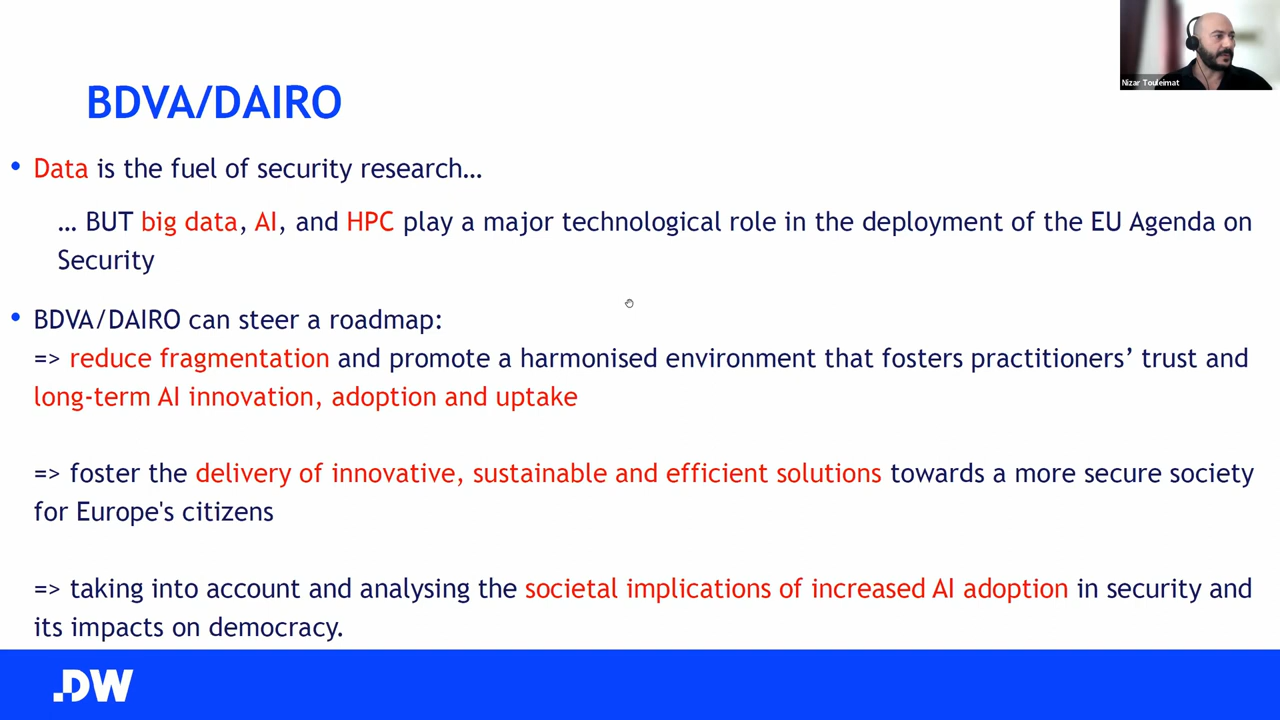 Nizar Touleimat
BDVA/DAIRO
• Data is the fuel of security research…
… BUT big data, AI, and HPC play a major technological role in the deployment of the EU Agenda on
Security
• BDVA/DAIRO can steer a roadmap:
=> reduce fragmentation and promote a harmonised environment that fosters practitioners’ trust and
long-term AI innovation, adoption and uptake
=> foster the delivery of innovative, sustainable and efficient solutions towards a more secure society
for Europe's citizens
=> taking into account and analysing the societal implications of increased AI adoption in security and
its impacts on democracy.
.DW